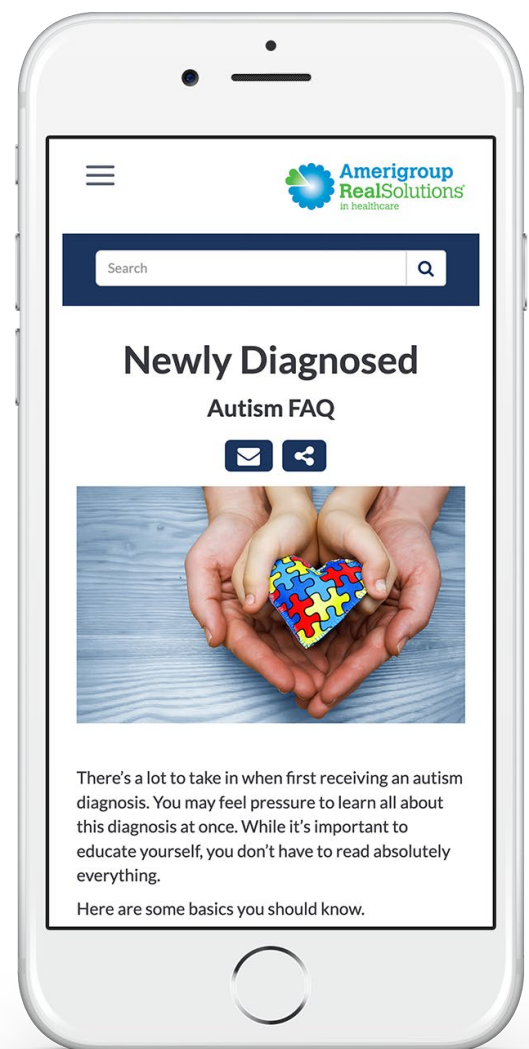 Amerigroup
RealSolutions
in healthcare
Search
Newly Diagnosed
Autism FAQ
There's a lot to take in when first receiving an autism
diagnosis. You may feel pressure to learn all about
this diagnosis at once. While it's important to
educate yourself, you don't have to read absolutely
everything.
Here are some basics you should know.